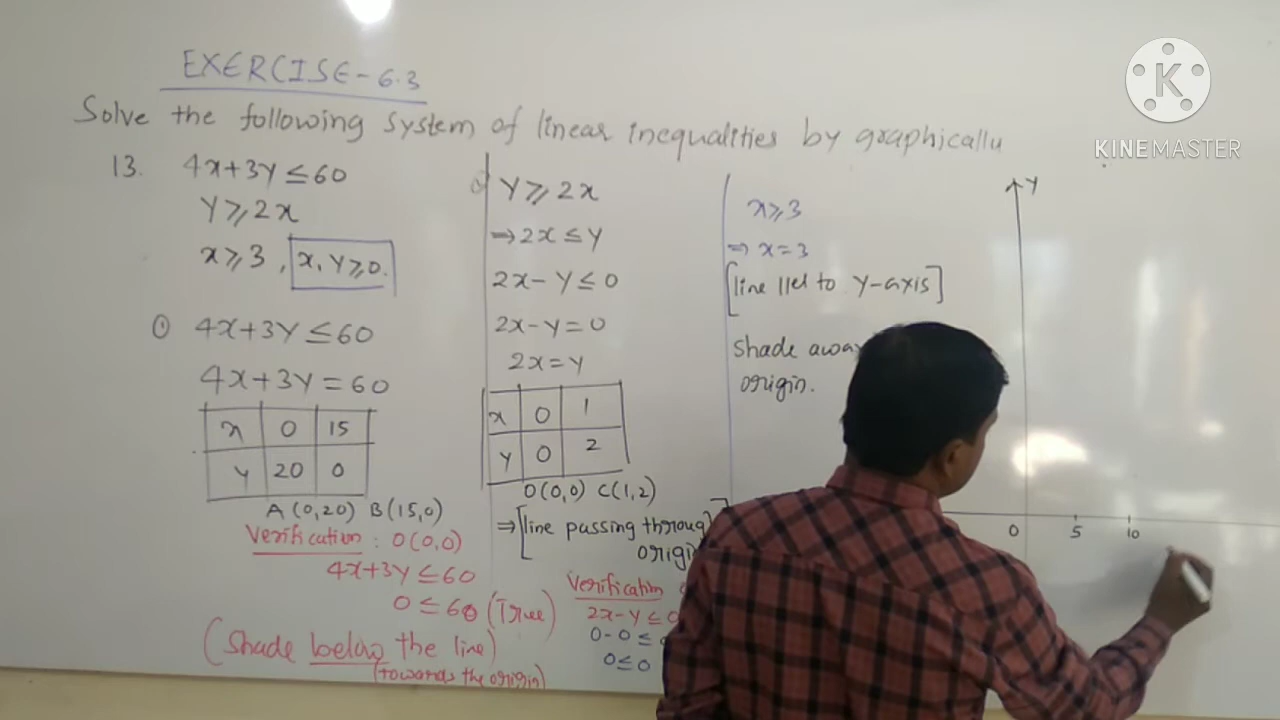 EXERCISE-6.3
Solve the following system of linear inequalities by graphically
13. 4x+3y≤60
y≥2x
x≥3, x, y≥0.
① 4x+3y≤60
4x+3y=60
x 0 15
y 20 0
A(0,20) B(15,0)
Verification: O(0,0)
4x+3y≤60
0≤60 (True)
(Shade below the line)
(towards the origin)
y≥2x
⇒2x≤y
2x-y≤0
2x-y=0
2x=y
x 0 1
y 0 2
O(0,0) C(1,2)
⇒[line passing throug
origi
Verification
2x-y≤0
0-0≤
0≤0
x≥3
⇒x=3
[line llel to y-axis]
Shade away
origin.
Y
0 5 10
K
KINEMASTER